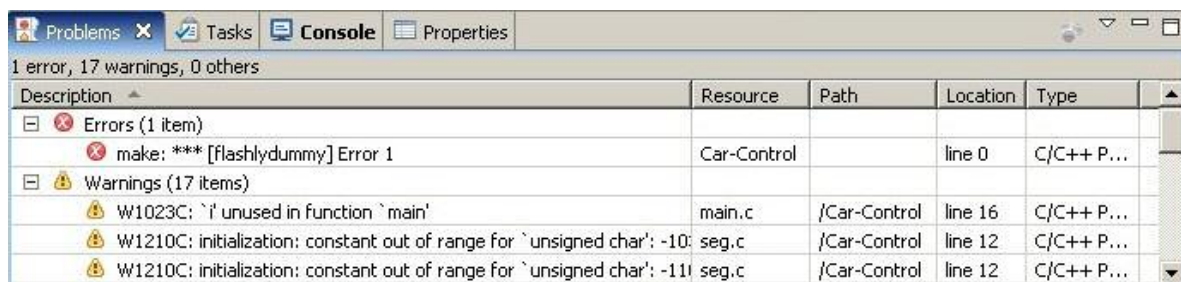 Problems Tasks Console Properties
1 error, 17 warnings, 0 others
Description Resource Path Location Type
Errors (1 item)
make: *** [flashlydummy] Error 1 Car-Control line 0 C/C++ P...
Warnings (17 items)
W1023C: `i' unused in function `main' main.c /Car-Control line 16 C/C++ P...
W1210C: initialization: constant out of range for `unsigned char': seg.c /Car-Control line 12 C/C++ P...
W1210C: initialization: constant out of range for `unsigned char': seg.c /Car-Control line 12 C/C++ P...